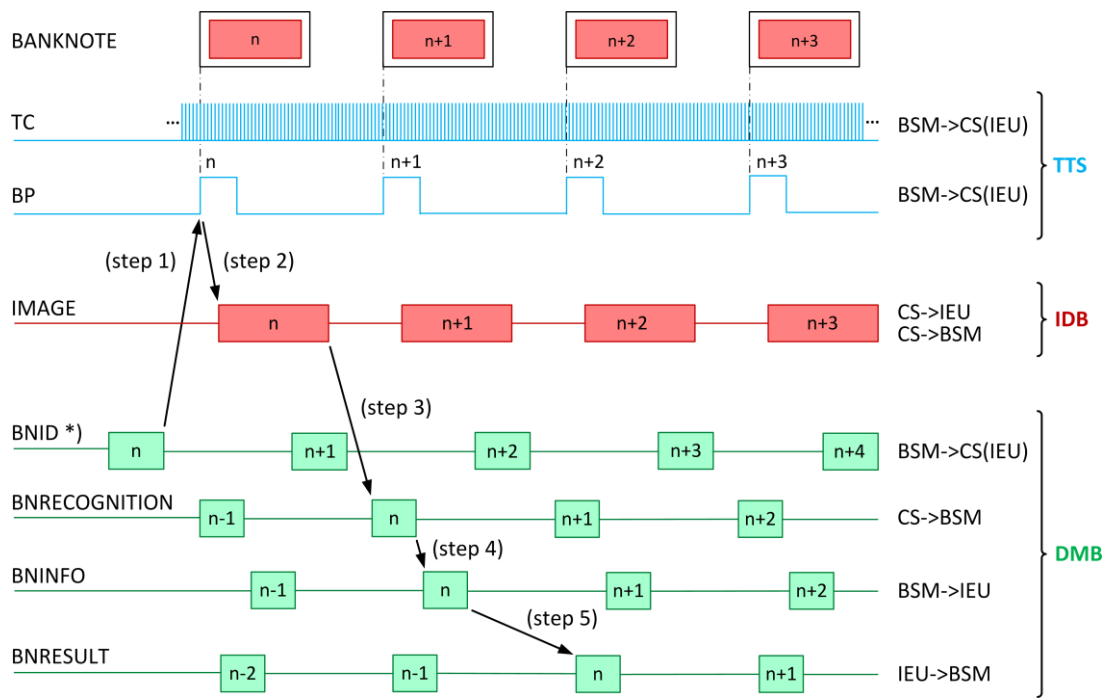 BANKNOTE
n
n+1
n+2
n+3
TC
...
...
BSM->CS(IEU)
n
n+1
n+2
n+3
TTS
BP
BSM->CS(IEU)
(step 1)
(step 2)
IMAGE
n
n+1
n+2
n+3
CS->IEU
CS->BSM
IDB
(step 3)
BNID *)
n
n+1
n+2
n+3
n+4
BSM->CS(IEU)
BNRECOGNITION
n-1
n
n+1
n+2
CS->BSM
(step 4)
DMB
BNINFO
n-1
n
n+1
n+2
BSM->IEU
(step 5)
BNRESULT
n-2
n-1
n
n+1
IEU->BSM